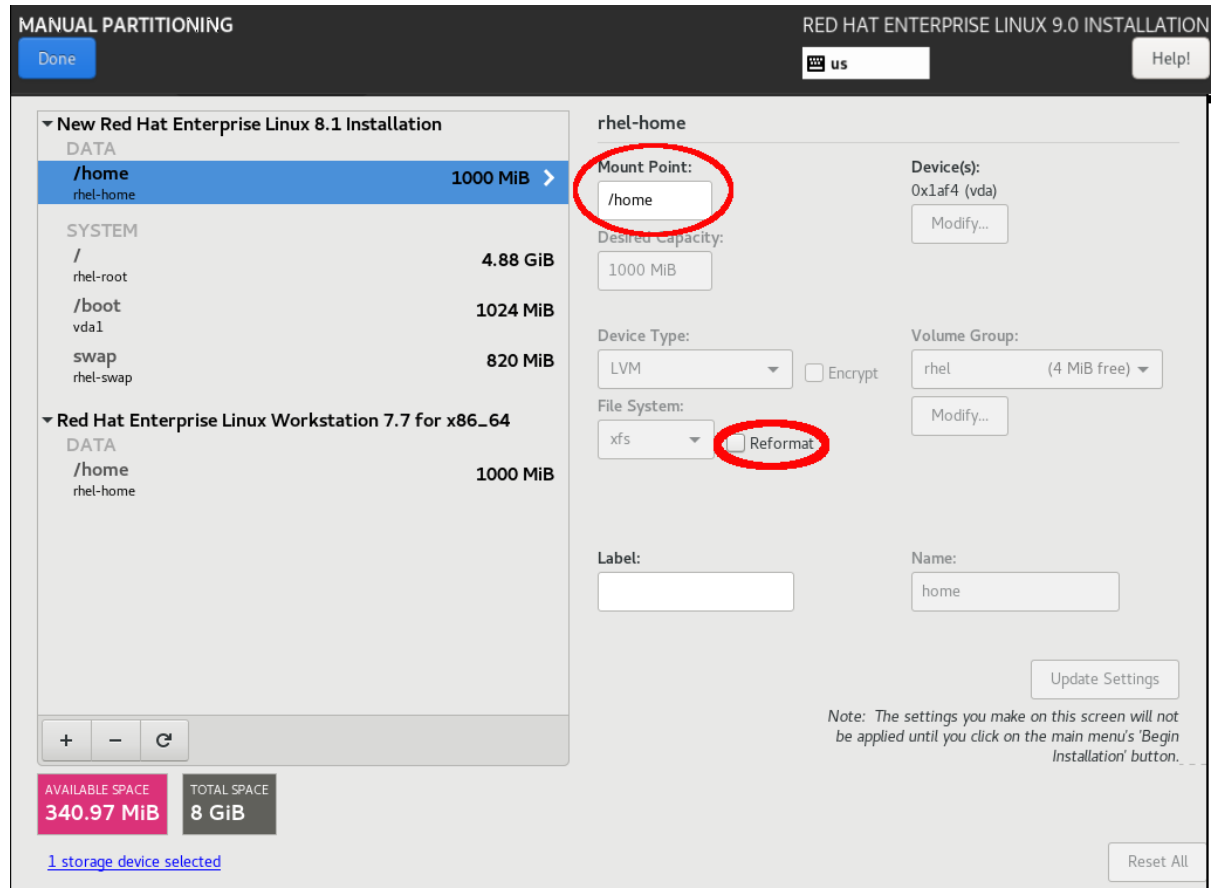 MANUAL PARTITIONING
RED HAT ENTERPRISE LINUX 9.0 INSTALLATION
Done
us
Help!
New Red Hat Enterprise Linux 8.1 Installation
DATA
/home
1000 MiB
rhel-home
SYSTEM
/
4.88 GiB
rhel-root
/boot
1024 MiB
vda1
swap
820 MiB
rhel-swap
Red Hat Enterprise Linux Workstation 7.7 for x86_64
DATA
/home
1000 MiB
rhel-home
rhel-home
Mount Point:
/home
Desired Capacity:
1000 MiB
Device(s):
0x1af4 (vda)
Modify...
Device Type:
LVM
Encrypt
Volume Group:
rhel (4 MiB free)
Modify...
File System:
xfs
Reformat
Label:
Name:
home
Update Settings
Note: The settings you make on this screen will not
be applied until you click on the main menu's 'Begin
Installation' button.
+ −
AVAILABLE SPACE
340.97 MiB
TOTAL SPACE
8 GiB
1 storage device selected
Reset All